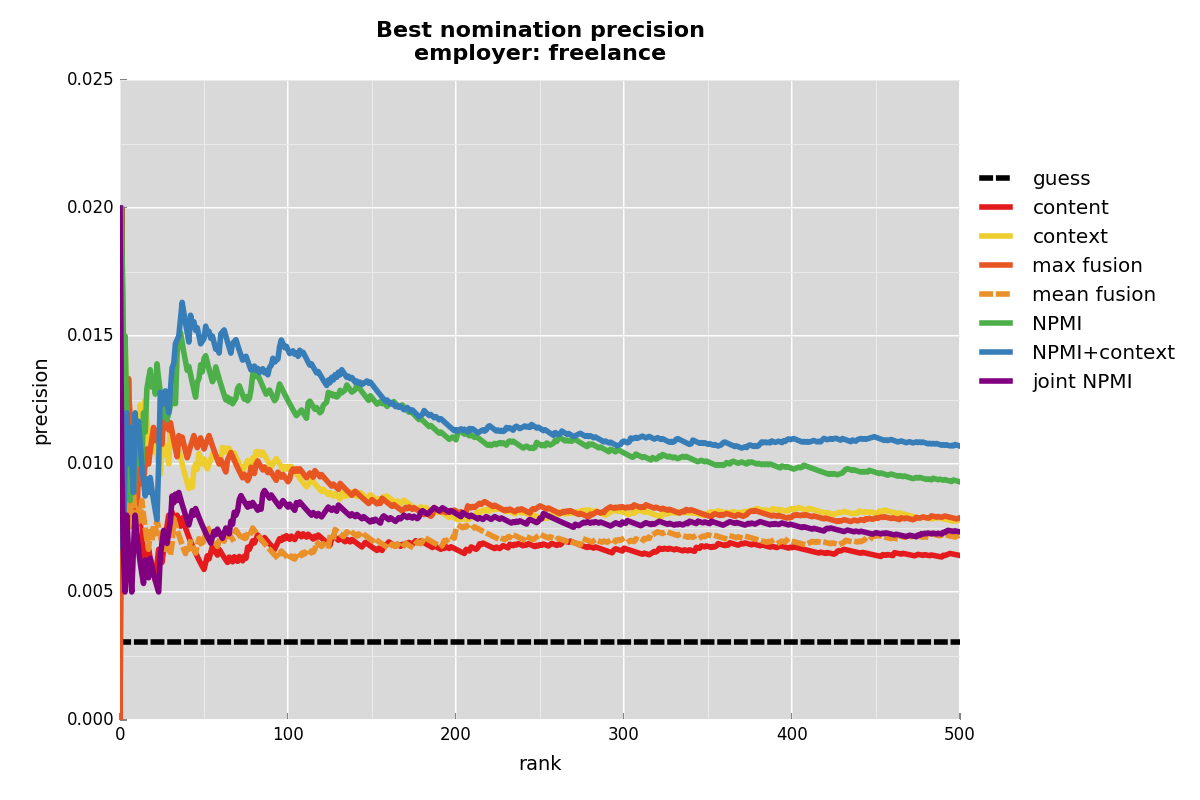 Best nomination precision
employer: freelance
precision
0.025
0.020
0.015
0.010
0.005
0.000
0
100
200
300
400
500
rank
guess
content
context
max fusion
mean fusion
NPMI
NPMI+context
joint NPMI